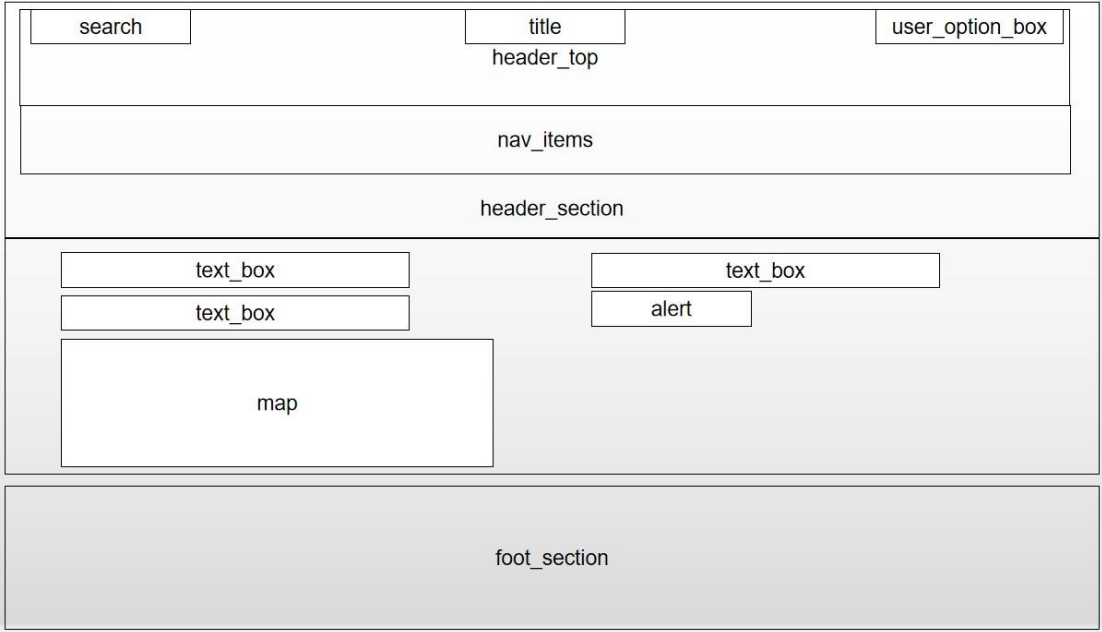 search
title
user_option_box
header_top
nav_items
header_section
text_box
text_box
text_box
alert
map
foot_section